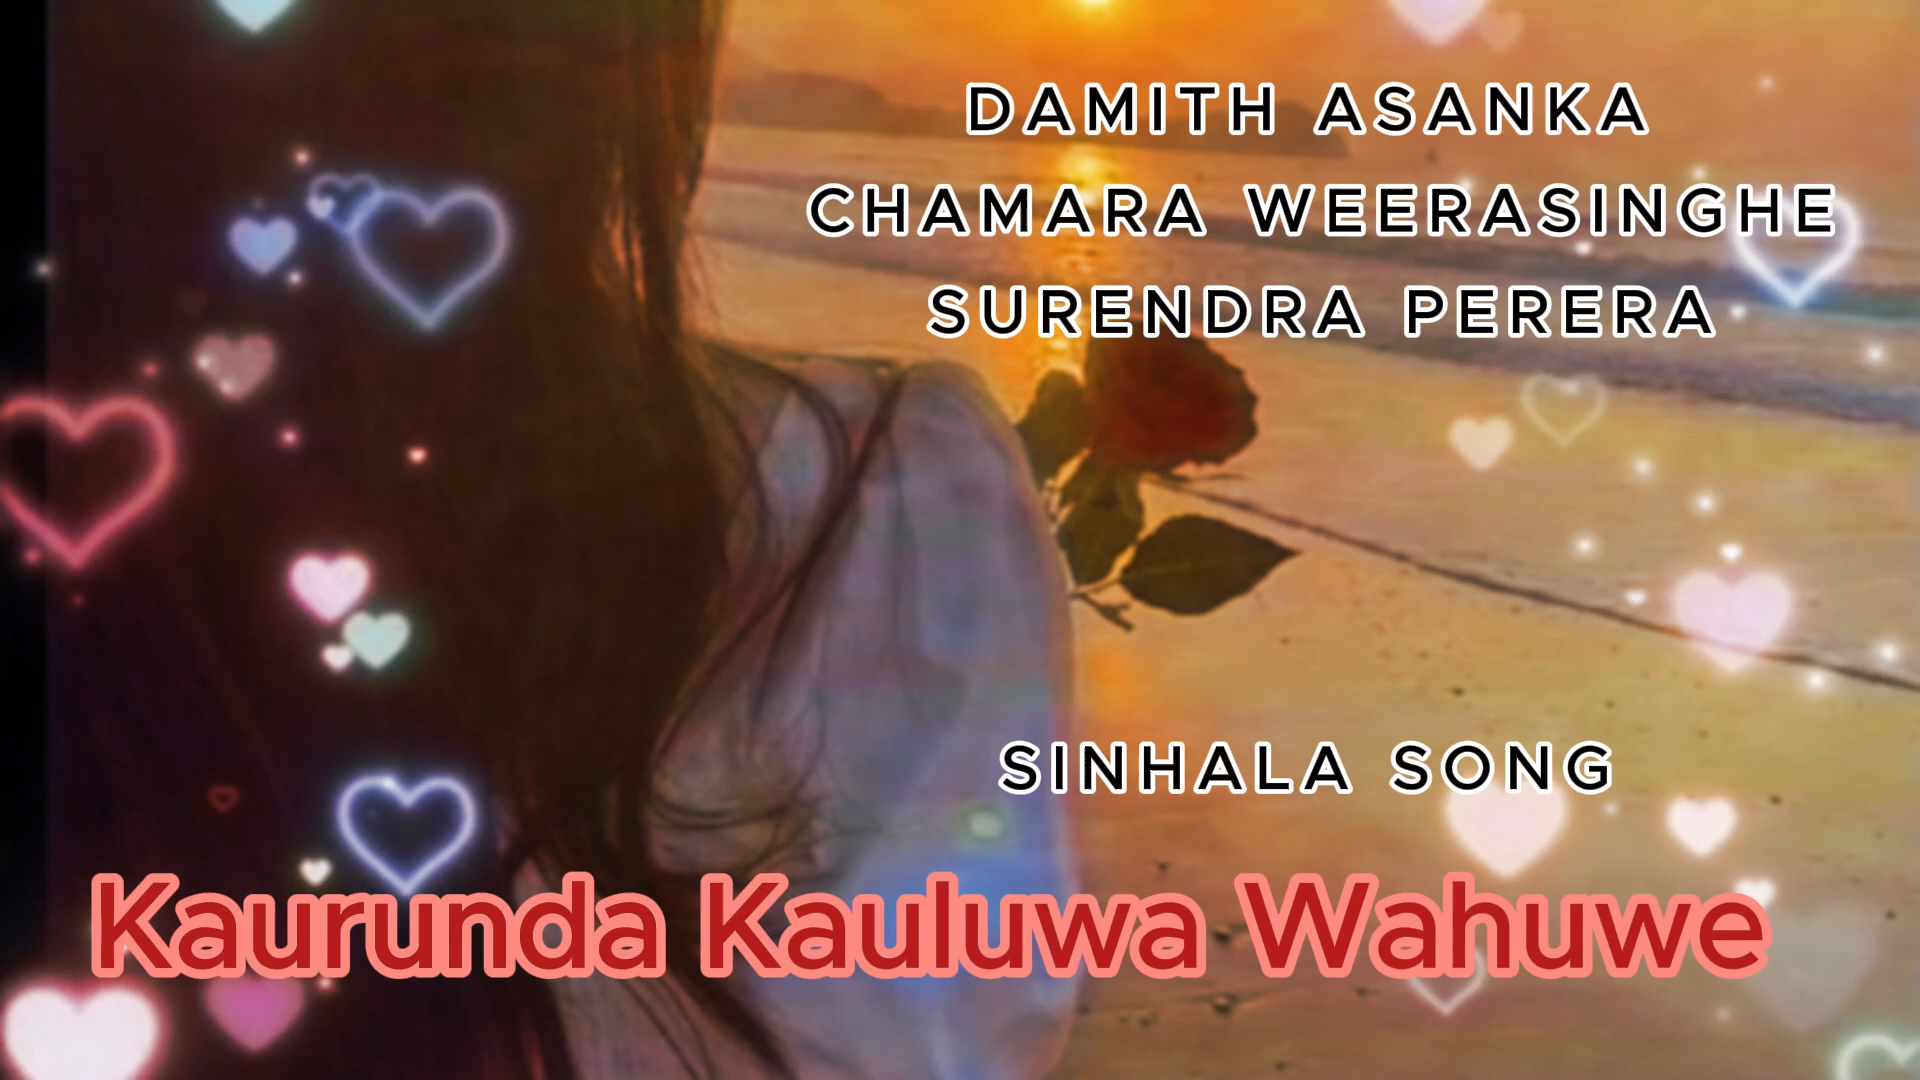 DAMITH ASANKA
CHAMARA WEERASINGHE
SURENDRA PERERA
SINHALA SONG
Kaurunda Kauluwa Wahuwe